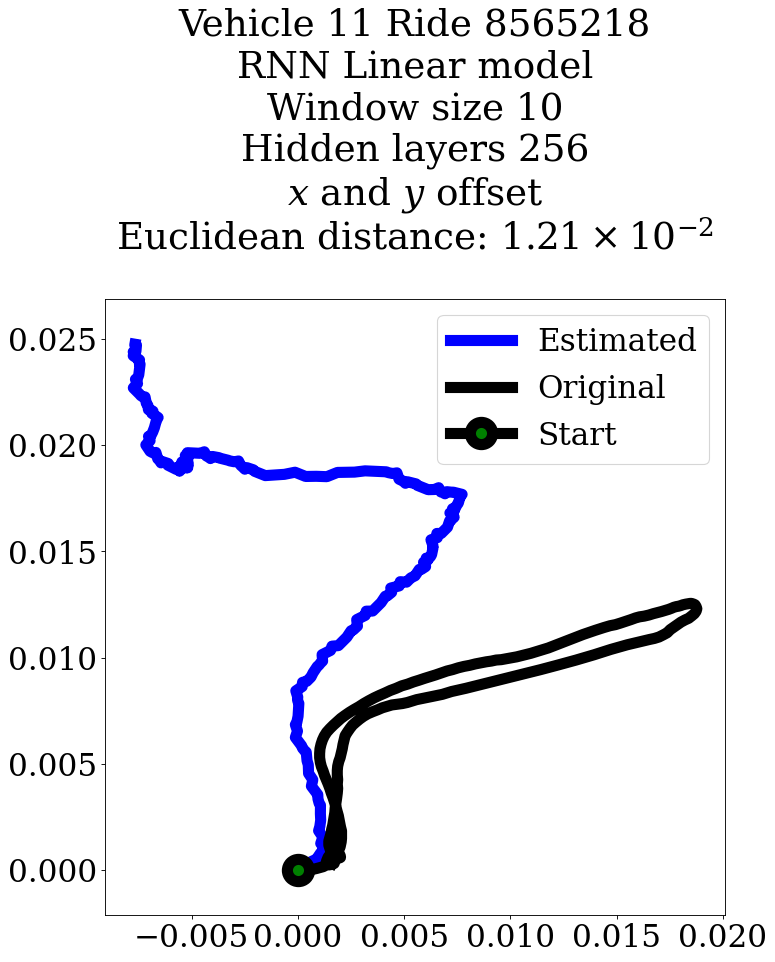 Vehicle 11 Ride 8565218
RNN Linear model
Window size 10
Hidden layers 256
x and y offset
Euclidean distance: 1.21 × 10⁻²
Estimated
Original
Start
0.025
0.020
0.015
0.010
0.005
0.000
−0.005 0.000 0.005 0.010 0.015 0.020